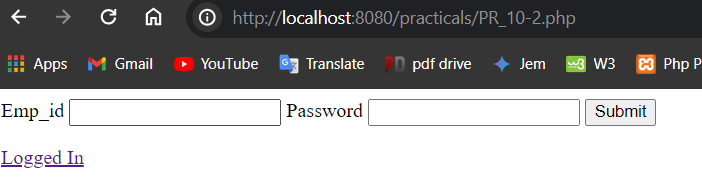 http://localhost:8080/practicals/PR_10-2.php
Apps Gmail YouTube Translate pdf drive Jem W3 Php P
Emp_id Password Submit
Logged In